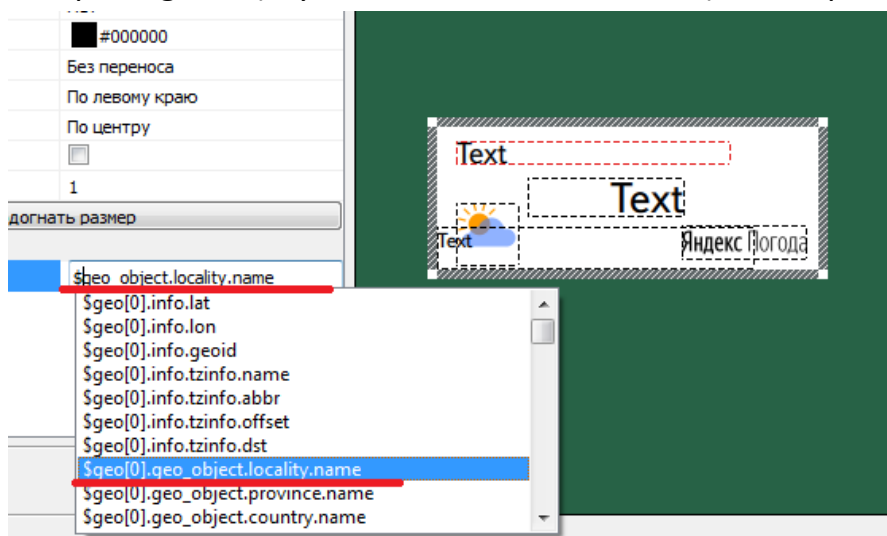 #000000
Без переноса
По левому краю
По центру
1
догнать размер
$geo_object.locality.name
$geo[0].info.lat
$geo[0].info.lon
$geo[0].info.geoid
$geo[0].info.tzinfo.name
$geo[0].info.tzinfo.abbr
$geo[0].info.tzinfo.offset
$geo[0].info.tzinfo.dst
$geo[0].geo_object.locality.name
$geo[0].geo_object.province.name
$geo[0].geo_object.country.name
Text
Text
Text
Яндекс Погода